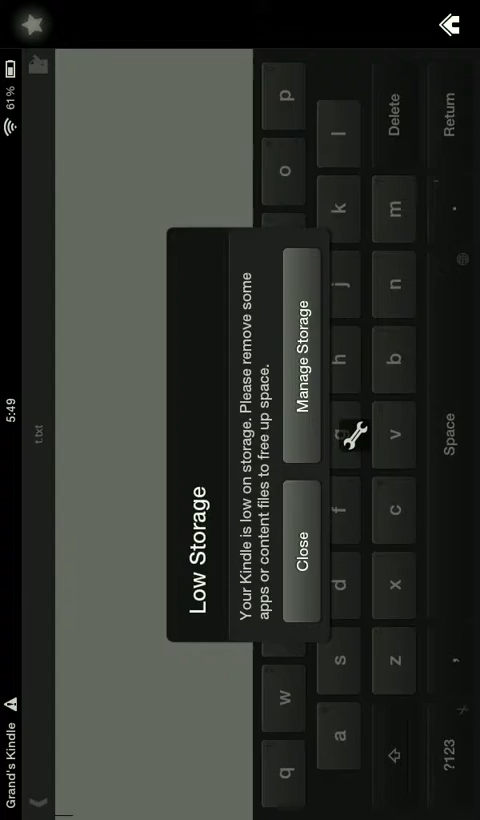 Grand's Kindle
5:49
61%
t.txt
Low Storage
Your Kindle is low on storage. Please remove some
apps or content files to free up space.
Close
Manage Storage
q w o p
a s d f g h j k l
z x c v b n m Delete
?123 , Space . Return